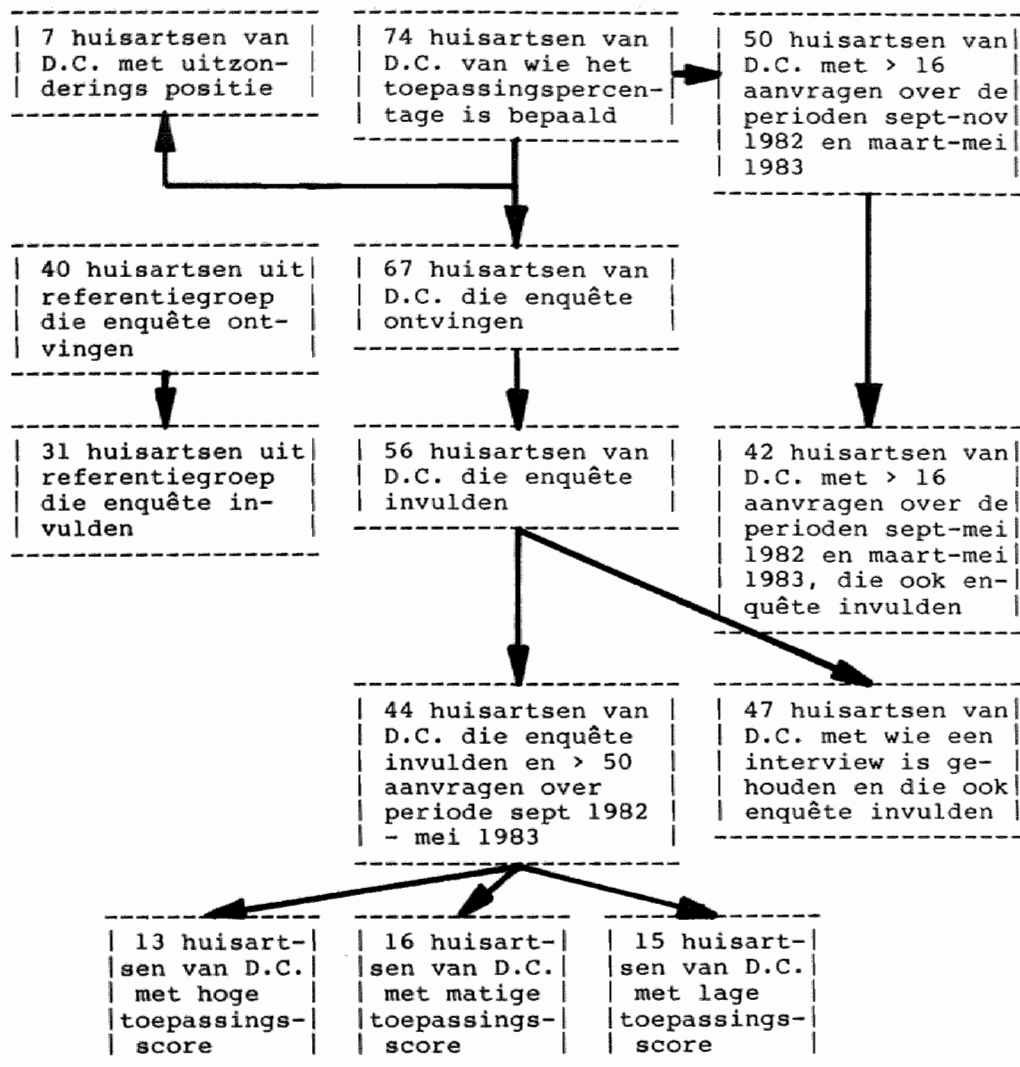 7 huisartsen van
D.C. met uitzon-
derings positie
74 huisartsen van
D.C. van wie het
toepassingspercen-
tage is bepaald
50 huisartsen van
D.C. met > 16
aanvragen over de
perioden sept-nov
1982 en maart-mei
1983
40 huisartsen uit
referentiegroep
die enquête ont-
vingen
67 huisartsen van
D.C. die enquête
ontvingen
31 huisartsen uit
referentiegroep
die enquête in-
vulden
56 huisartsen van
D.C. die enquête
invulden
42 huisartsen van
D.C. met > 16
aanvragen over de
perioden sept-mei
1982 en maart-mei
1983, die ook en-
quête invulden
44 huisartsen van
D.C. die enquête
invulden en > 50
aanvragen over
periode sept 1982
- mei 1983
47 huisartsen van
D.C. met wie een
interview is ge-
houden en die ook
enquête invulden
13 huisart-
sen van D.C.
met hoge
toepassings-
score
16 huisart-
sen van D.C.
met matige
toepassings-
score
15 huisart-
sen van D.C.
met lage
toepassings-
score